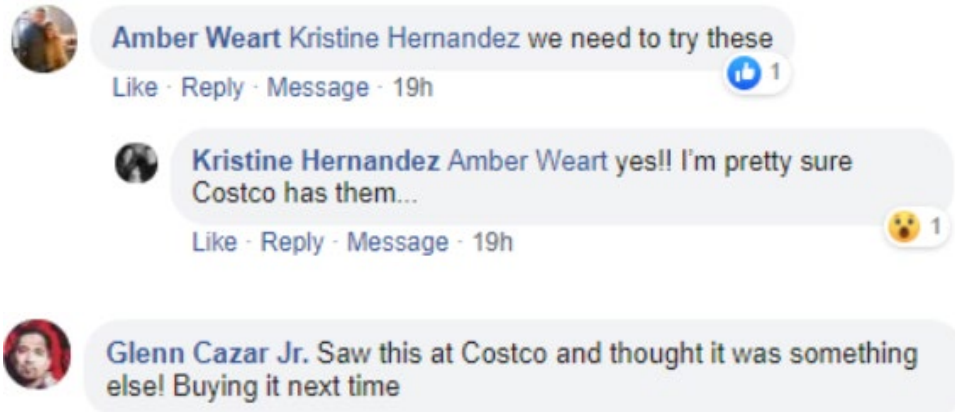 Amber Weart Kristine Hernandez we need to try these
1
Like · Reply · Message · 19h
Kristine Hernandez Amber Weart yes!! I'm pretty sure
Costco has them...
1
Like · Reply · Message · 19h
Glenn Cazar Jr. Saw this at Costco and thought it was something
else! Buying it next time